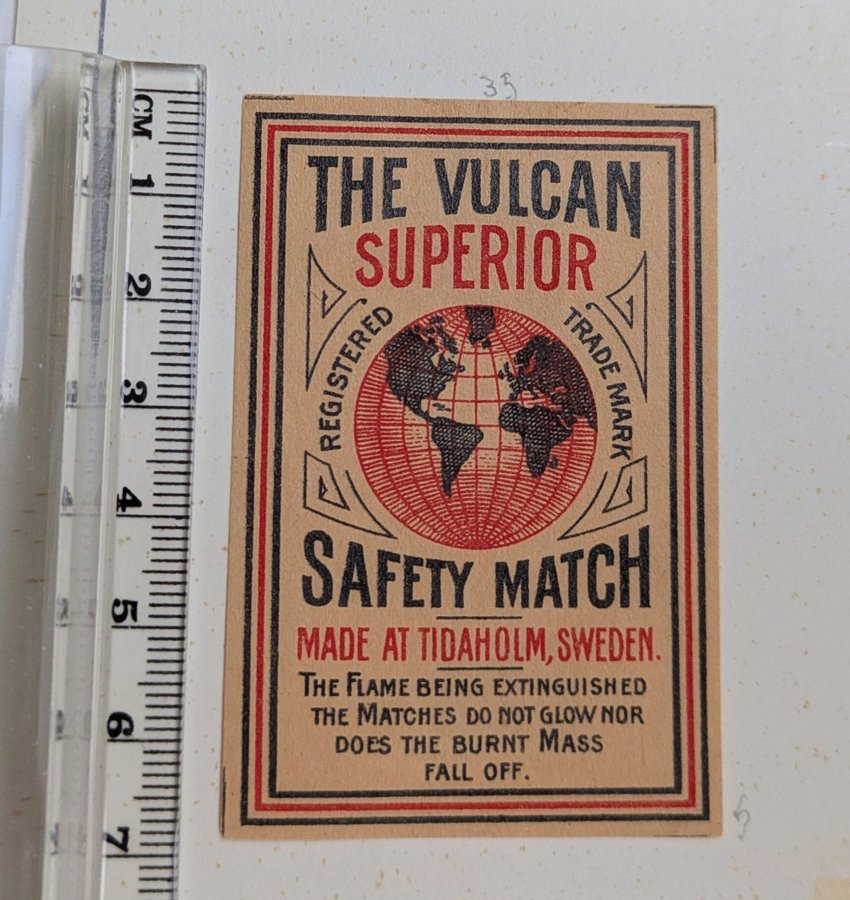 35
THE VULCAN
SUPERIOR
REGISTERED
TRADE MARK
SAFETY MATCH
MADE AT TIDAHOLM, SWEDEN.
THE FLAME BEING EXTINGUISHED
THE MATCHES DO NOT GLOW NOR
DOES THE BURNT MASS
FALL OFF.
5
CM
1
2
3
4
5
6
7